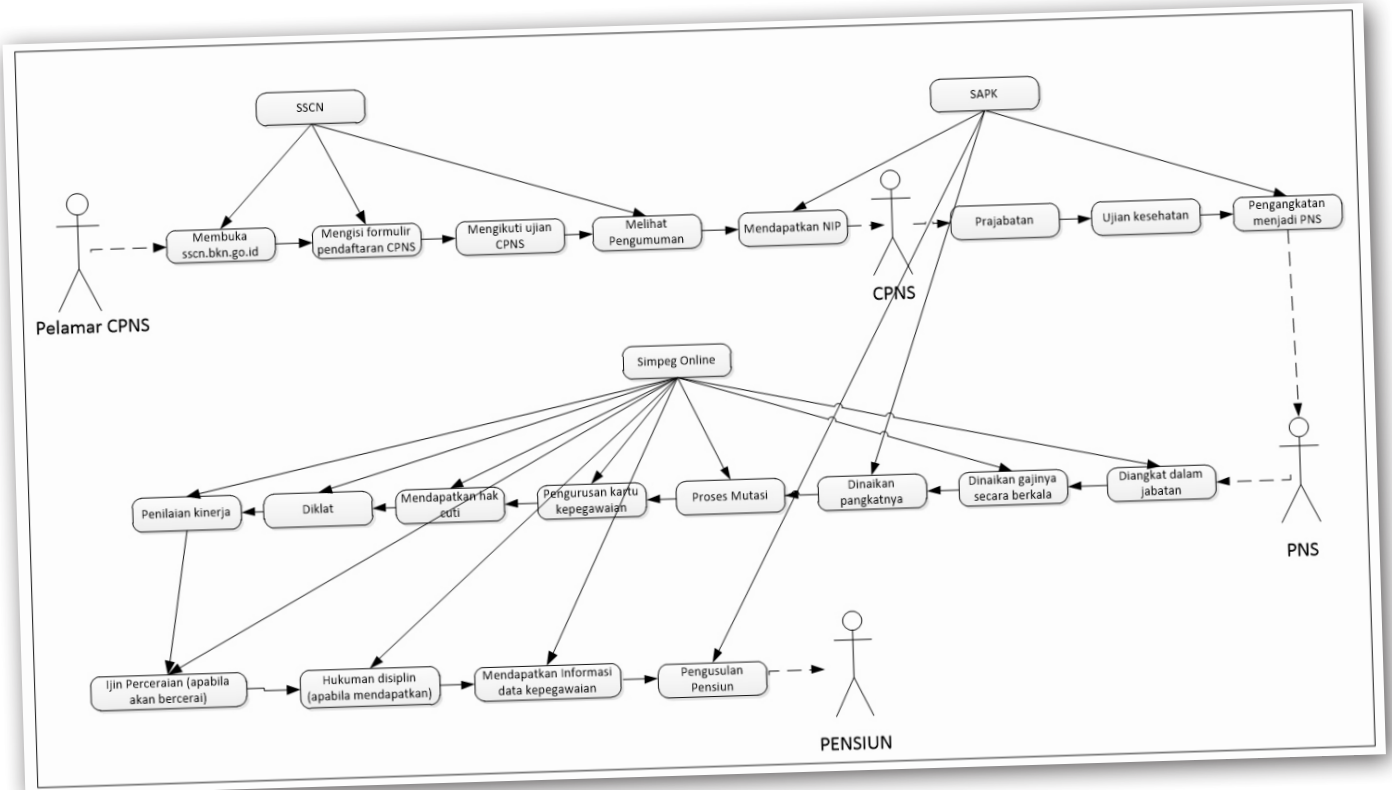 SSCN
SAPK
Membuka
sscn.bkn.go.id
Mengisi formulir
pendaftaran CPNS
Mengikuti ujian
CPNS
Melihat
Pengumuman
Mendapatkan NIP
Prajabatan
Ujian kesehatan
Pengangkatan
menjadi PNS
Pelamar CPNS
CPNS
Simpeg Online
Penilaian kinerja
Diklat
Mendapatkan hak
cuti
Pengurusan kartu
kepegawaian
Proses Mutasi
Dinaikan
pangkatnya
Dinaikan gajinya
secara berkala
Diangkat dalam
jabatan
PNS
Ijin Perceraian (apabila
akan bercerai)
Hukuman disiplin
(apabila mendapatkan)
Mendapatkan Informasi
data kepegawaian
Pengusulan
Pensiun
PENSIUN